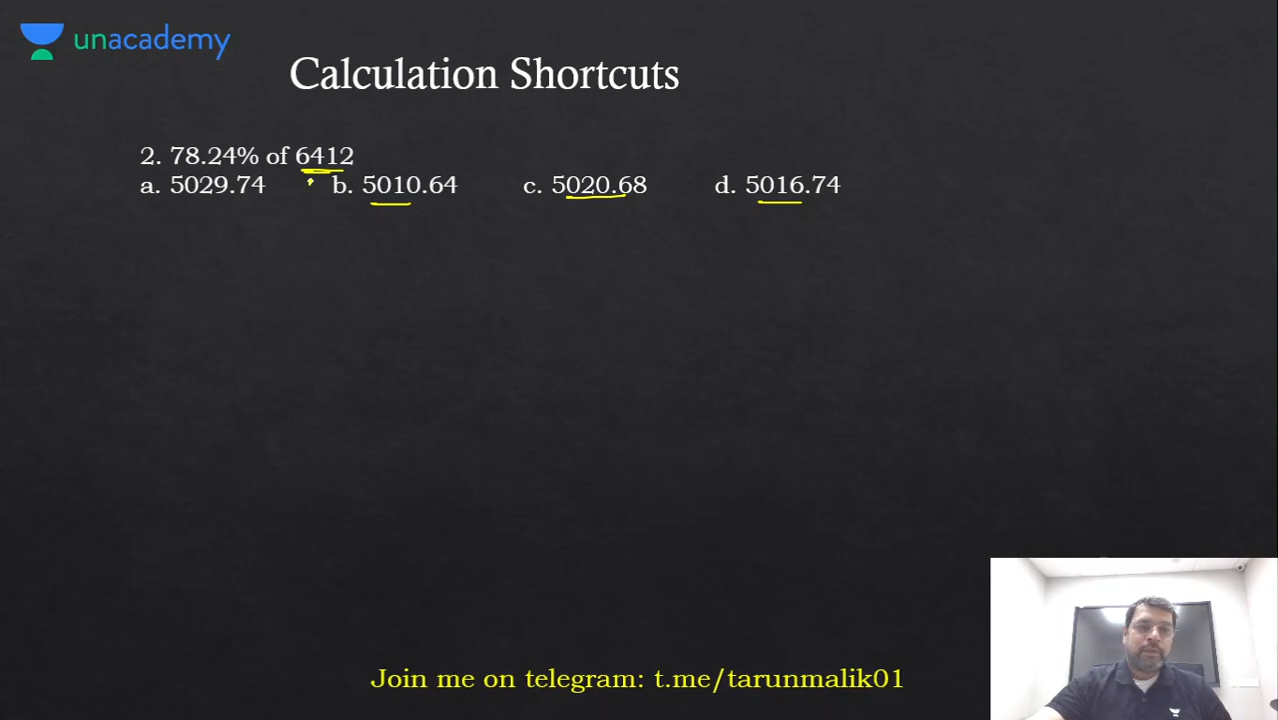 unacademy
Calculation Shortcuts
2. 78.24% of 6412
a. 5029.74 b. 5010.64 c. 5020.68 d. 5016.74
Join me on telegram: t.me/tarunmalik01